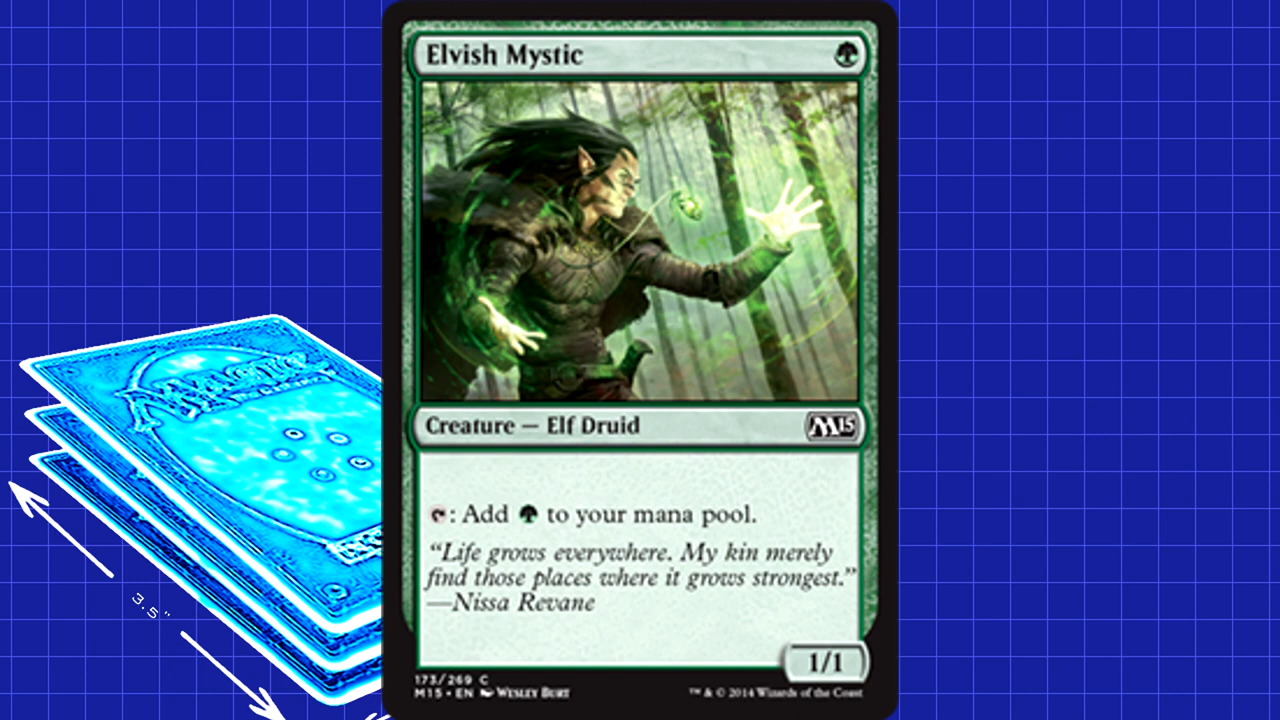 Elvish Mystic
Creature — Elf Druid
M15
: Add to your mana pool.
“Life grows everywhere. My kin merely
find those places where it grows strongest.”
—Nissa Revane
1/1
173/269 C
M15 • EN Wesley Burt
™ & © 2014 Wizards of the Coast
Magic
3.5"